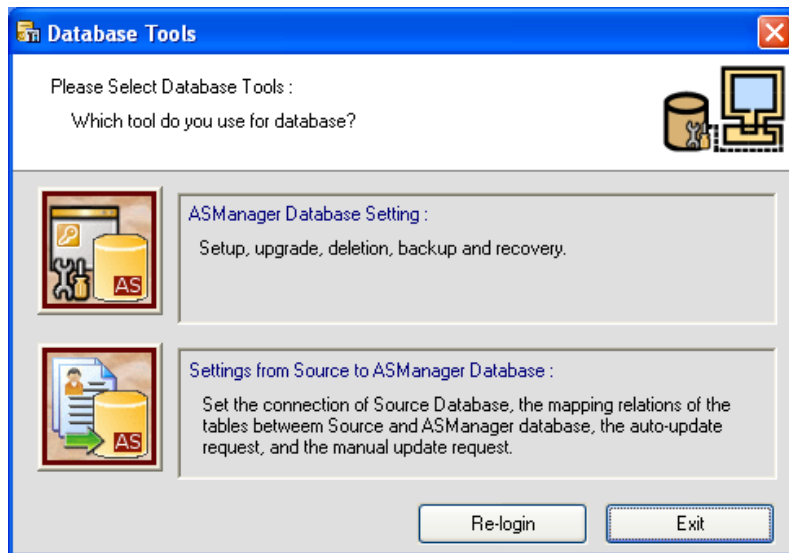 Database Tools
Please Select Database Tools :
Which tool do you use for database?
AS
ASManager Database Setting :
Setup, upgrade, deletion, backup and recovery.
AS
Settings from Source to ASManager Database :
Set the connection of Source Database, the mapping relations of the
tables betweem Source and ASManager database, the auto-update
request, and the manual update request.
Re-login
Exit